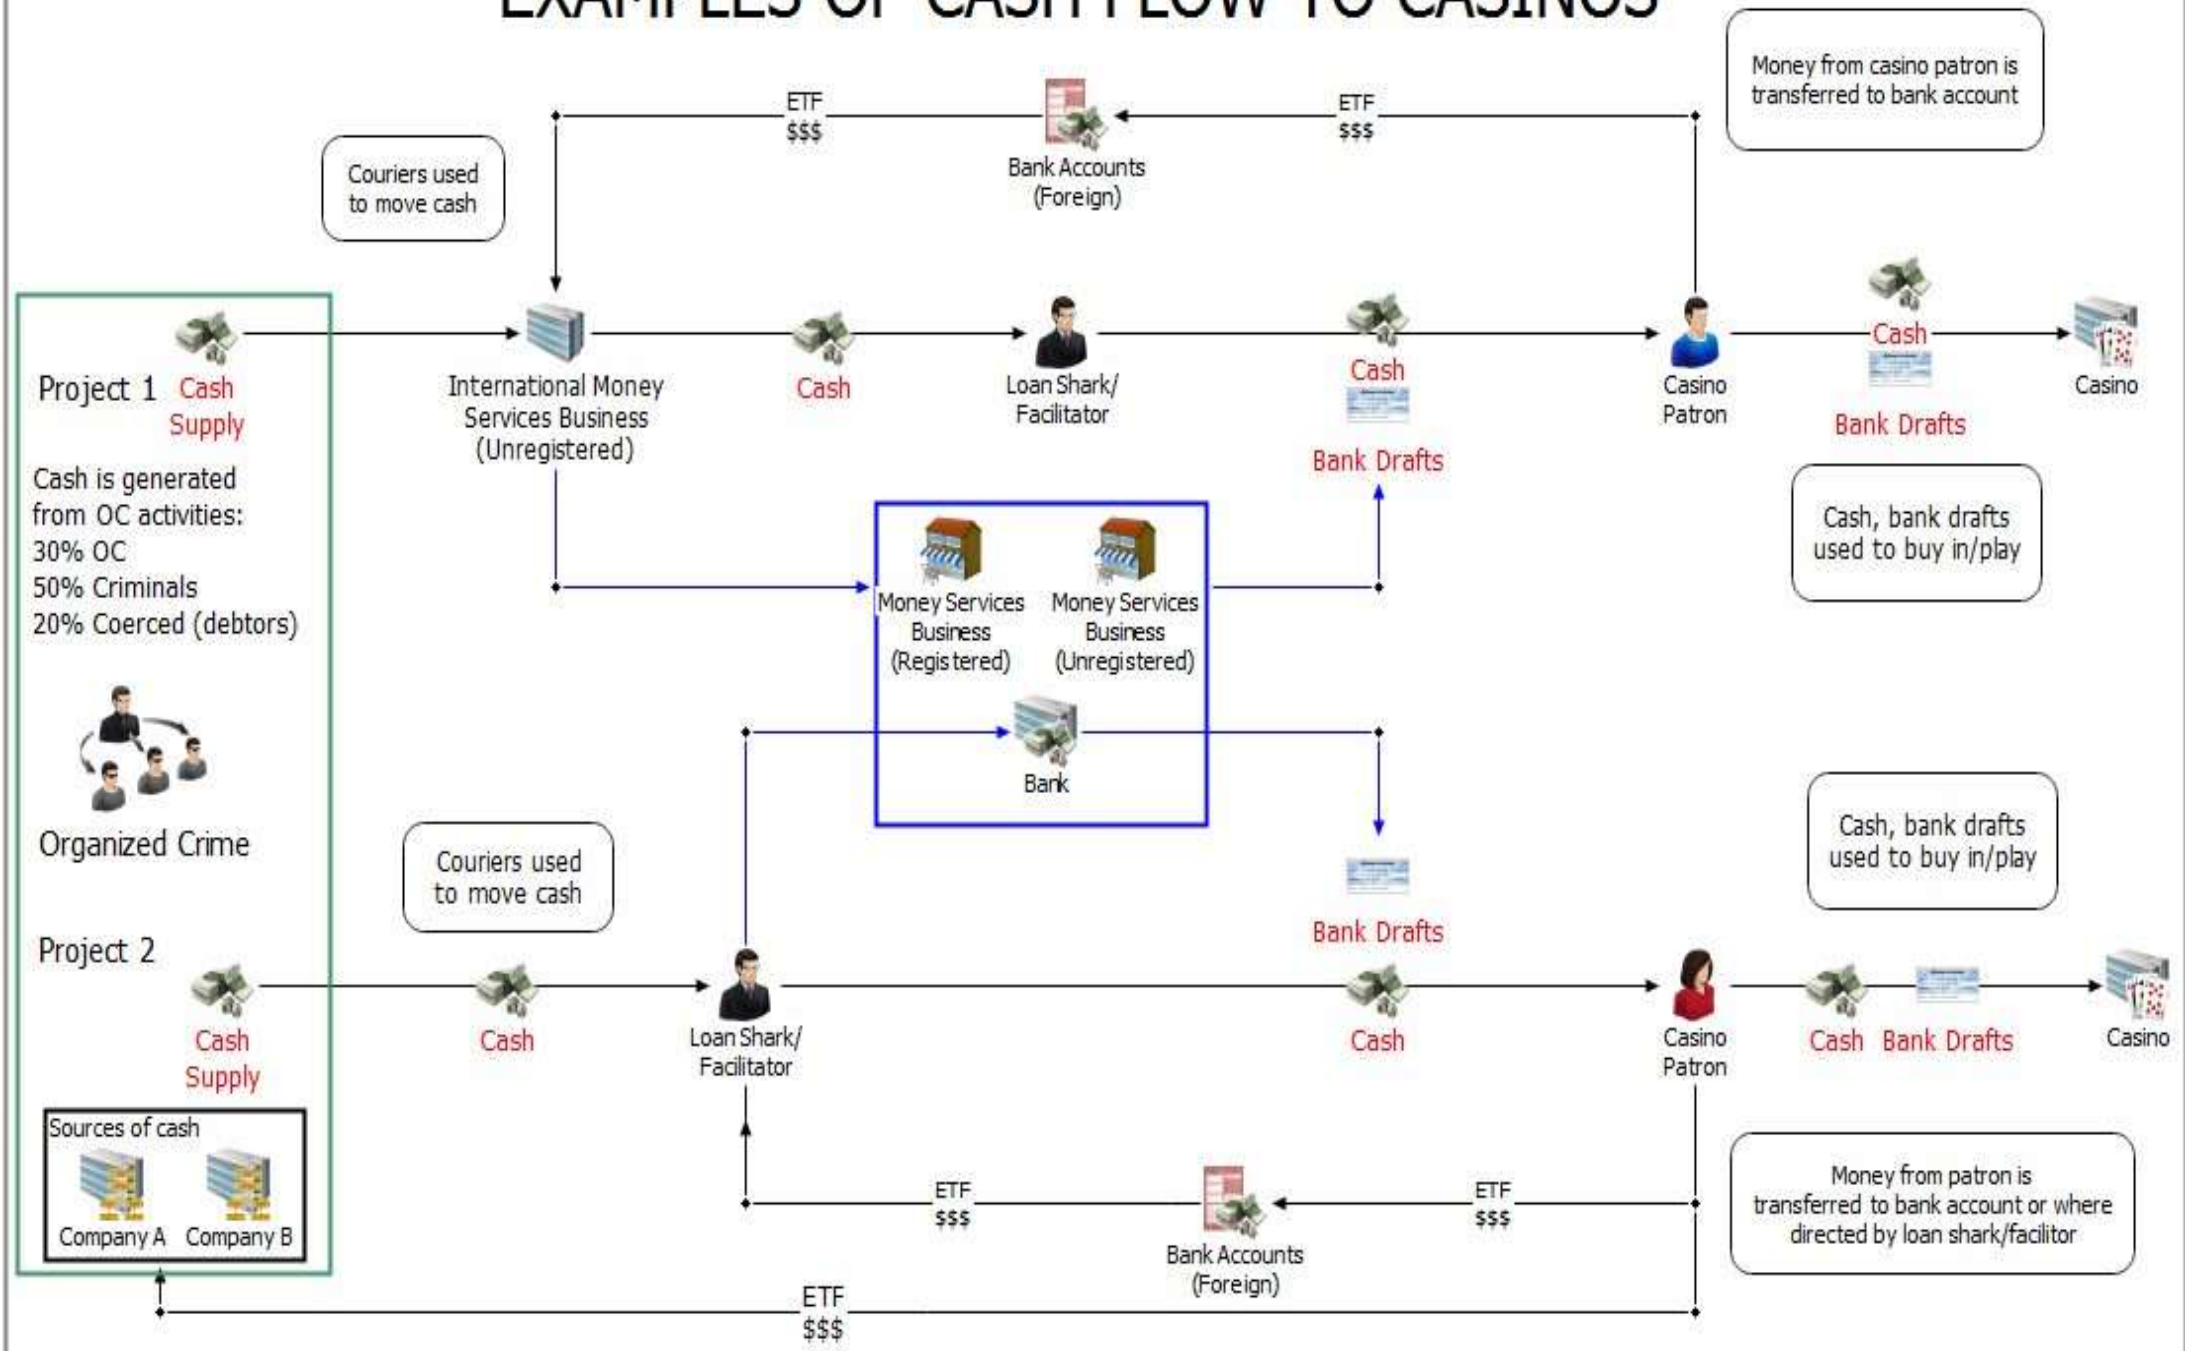 EXAMPLES OF CASH FLOW TO CASINOS
Money from casino patron is
transferred to bank account
ETF
$$$
ETF
$$$
Bank Accounts
(Foreign)
Couriers used
to move cash
Project 1
Cash
Supply
International Money
Services Business
(Unregistered)
Cash
Loan Shark/
Facilitator
Cash
Bank Drafts
Casino
Patron
Cash
Bank Drafts
Casino
Cash is generated
from OC activities:
30% OC
50% Criminals
20% Coerced (debtors)
Cash, bank drafts
used to buy in/play
Money Services
Business
(Registered)
Money Services
Business
(Unregistered)
Bank
Organized Crime
Couriers used
to move cash
Cash, bank drafts
used to buy in/play
Bank Drafts
Project 2
Cash
Supply
Cash
Loan Shark/
Facilitator
Cash
Casino
Patron
Cash
Bank Drafts
Casino
Sources of cash
Company A
Company B
ETF
$$$
ETF
$$$
Bank Accounts
(Foreign)
Money from patron is
transferred to bank account or where
directed by loan shark/facilitor
ETF
$$$